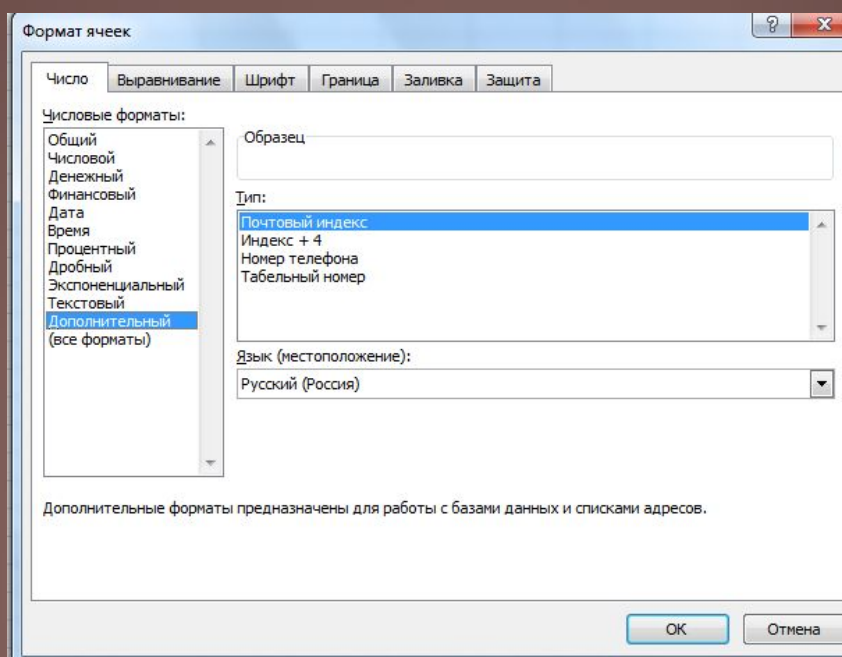 Формат ячеек
Число
Выравнивание
Шрифт
Граница
Заливка
Защита
Числовые форматы:
Общий
Числовой
Денежный
Финансовый
Дата
Время
Процентный
Дробный
Экспоненциальный
Текстовый
Дополнительный
(все форматы)
Образец
Тип:
Почтовый индекс
Индекс + 4
Номер телефона
Табельный номер
Язык (местоположение):
Русский (Россия)
Дополнительные форматы предназначены для работы с базами данных и списками адресов.
ОК
Отмена